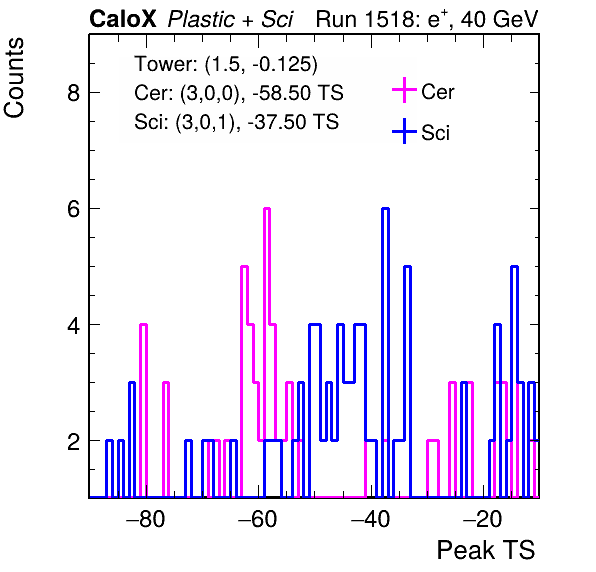 CaloX Plastic + Sci Run 1518: e+, 40 GeV
Counts
Tower: (1.5, -0.125)
Cer: (3,0,0), -58.50 TS
Sci: (3,0,1), -37.50 TS
Cer
Sci
8
6
4
2
−80 −60 −40 −20
Peak TS